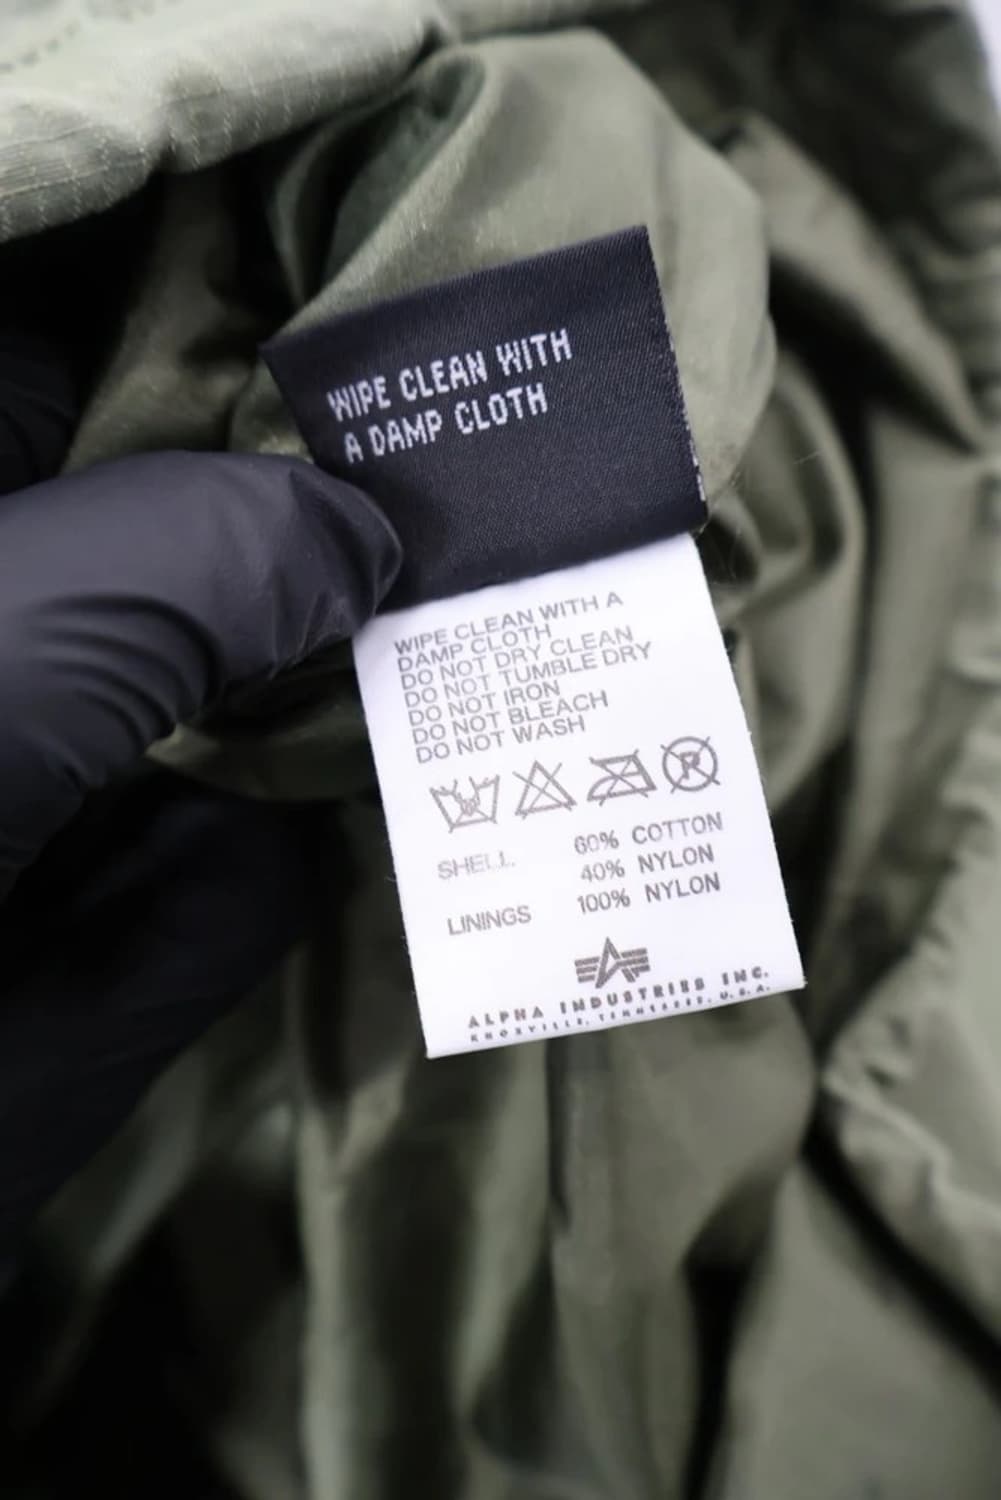 WIPE CLEAN WITH
A DAMP CLOTH
WIPE CLEAN WITH A
DAMP CLOTH
DO NOT DRY CLEAN
DO NOT TUMBLE DRY
DO NOT IRON
DO NOT BLEACH
DO NOT WASH
P
SHELL. 60% COTTON
40% NYLON
LININGS 100% NYLON
ALPHA INDUSTRIES INC.
KNOXVILLE, TENNESSEE, U.S.A.